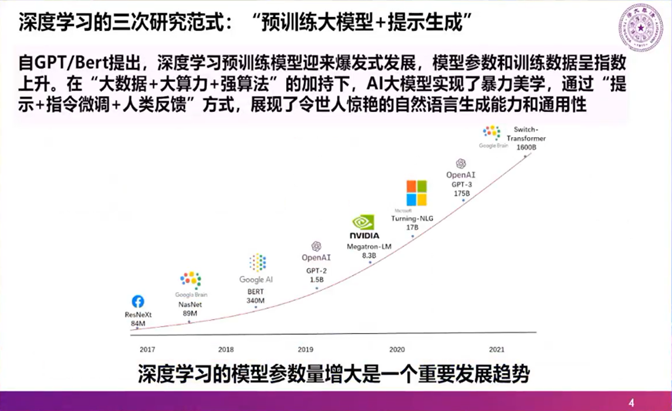 深度学习的三次研究范式：“预训练大模型+提示生成”
自GPT/Bert提出，深度学习预训练模型迎来爆发式发展，模型参数和训练数据呈指数
上升。在“大数据+大算力+强算法”的加持下，AI大模型实现了暴力美学，通过“提
示+指令微调+人类反馈”方式，展现了令世人惊艳的自然语言生成能力和通用性
Google Brain
Switch-
Transformer
1600B
OpenAI
GPT-3
175B
Microsoft
Turning-NLG
17B
NVIDIA
Megatron-LM
8.3B
OpenAI
GPT-2
1.5B
Google AI
BERT
340M
Google Brain
NasNet
89M
ResNeXt
84M
2017 2018 2019 2020 2021
深度学习的模型参数量增大是一个重要发展趋势
4